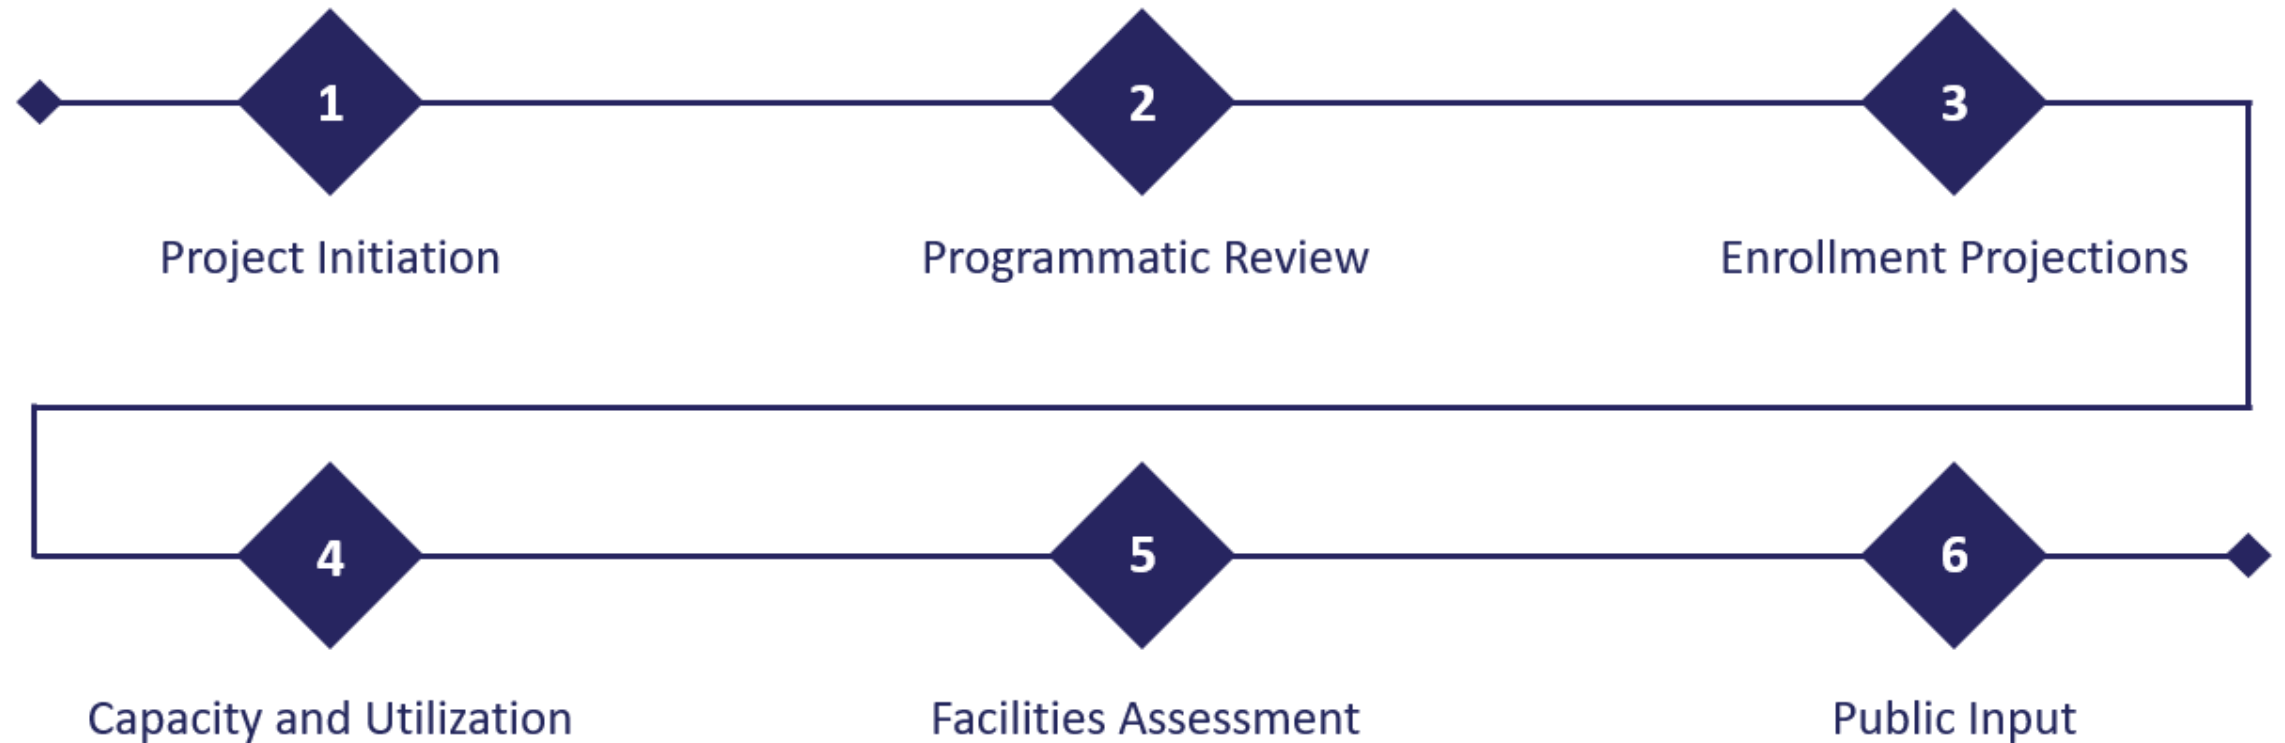 1
2
3
Project Initiation
Programmatic Review
Enrollment Projections
4
5
6
Capacity and Utilization
Facilities Assessment
Public Input